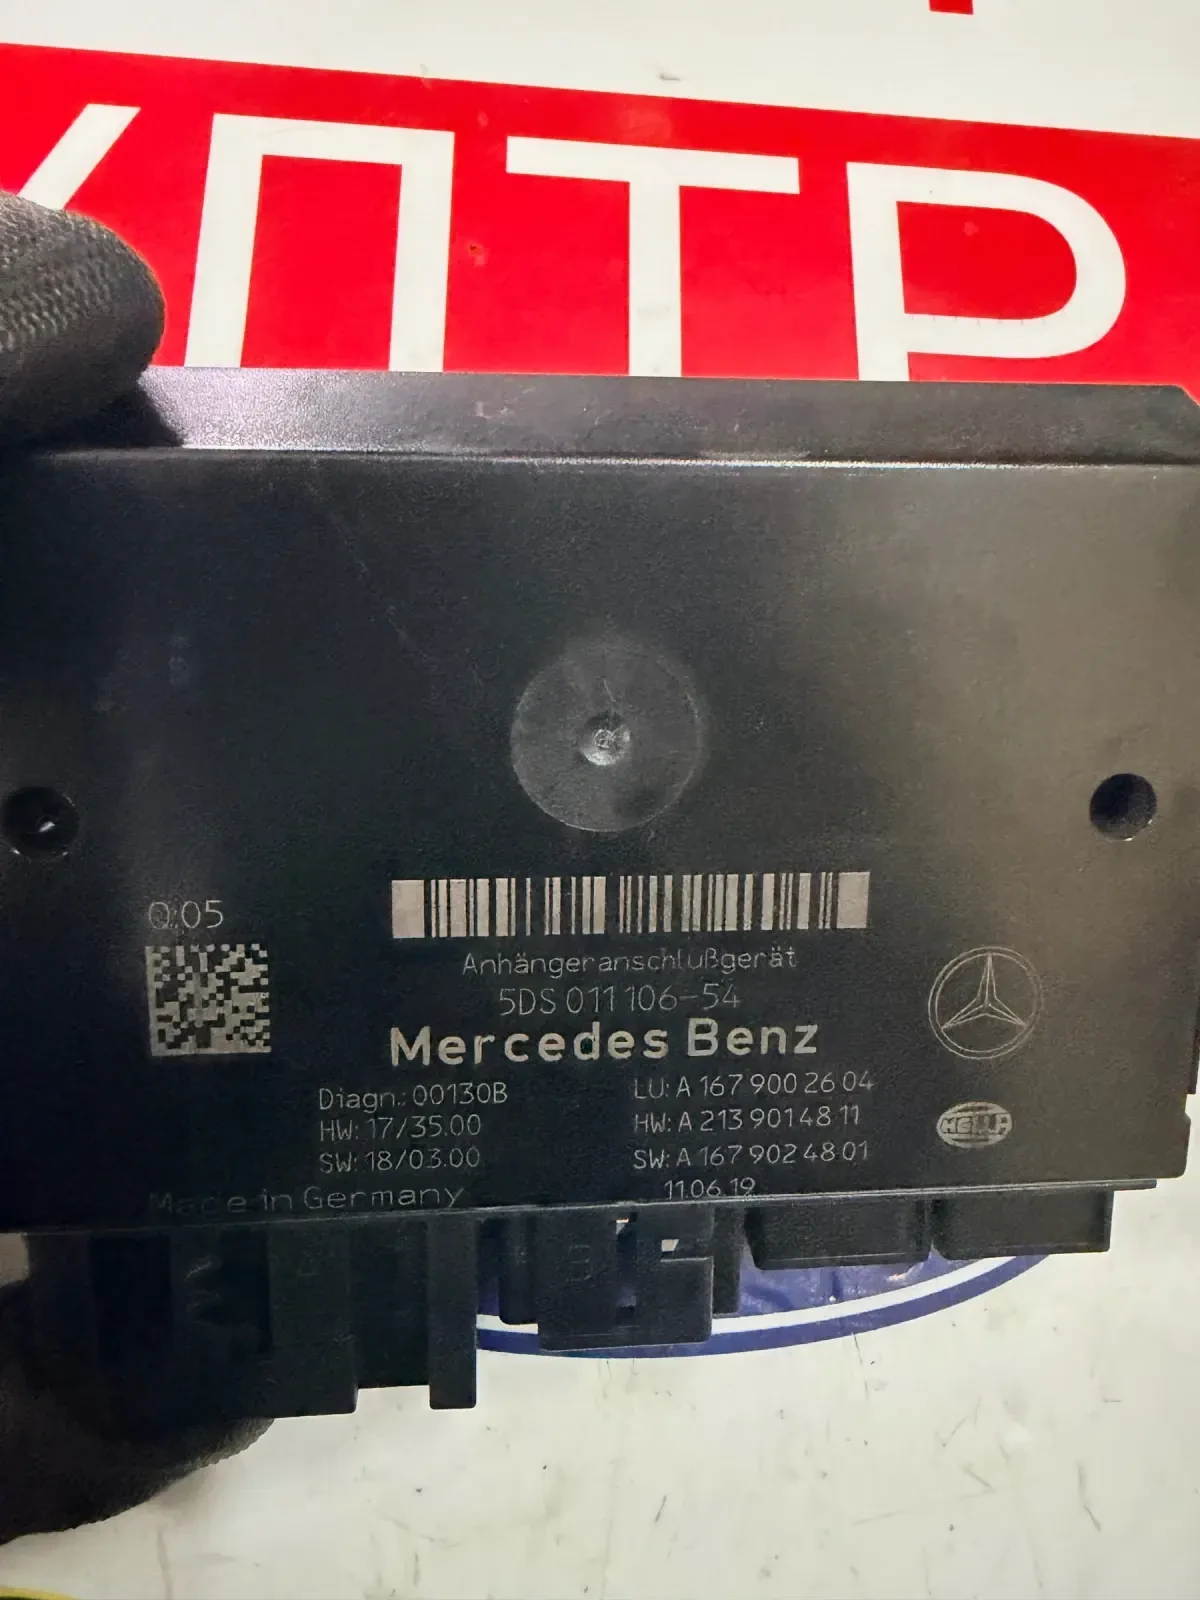 УПТР
Q:05
Anhängeranschlußgerät
5DS 011 106-54
Mercedes Benz
Diagn.: 00130B
HW: 17/35.00
SW: 18/03.00
LU: A 167 900 26 04
HW: A 213 901 48 11
SW: A 167 902 48 01
11.06.19
Made in Germany
HELLA